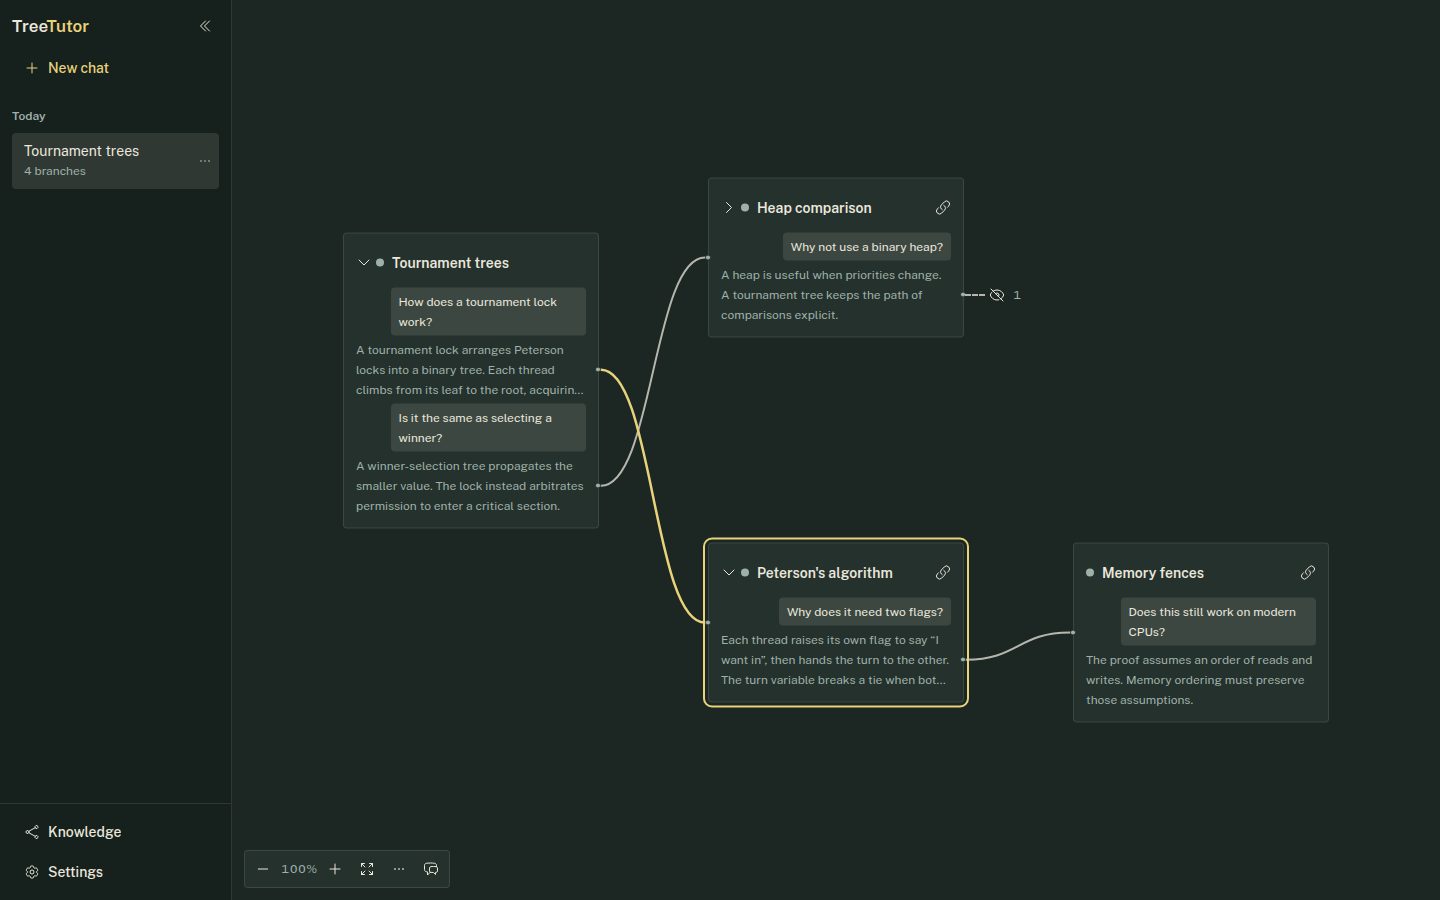 TreeTutor
New chat
Today
Tournament trees
4 branches
Knowledge
Settings
Tournament trees
How does a tournament lock
work?
A tournament lock arranges Peterson
locks into a binary tree. Each thread
climbs from its leaf to the root, acquirin...
Is it the same as selecting a
winner?
A winner-selection tree propagates the
smaller value. The lock instead arbitrates
permission to enter a critical section.
Heap comparison
Why not use a binary heap?
A heap is useful when priorities change.
A tournament tree keeps the path of
comparisons explicit.
1
Peterson's algorithm
Why does it need two flags?
Each thread raises its own flag to say “I
want in”, then hands the turn to the other.
The turn variable breaks a tie when bot...
Memory fences
Does this still work on modern
CPUs?
The proof assumes an order of reads and
writes. Memory ordering must preserve
those assumptions.
100%